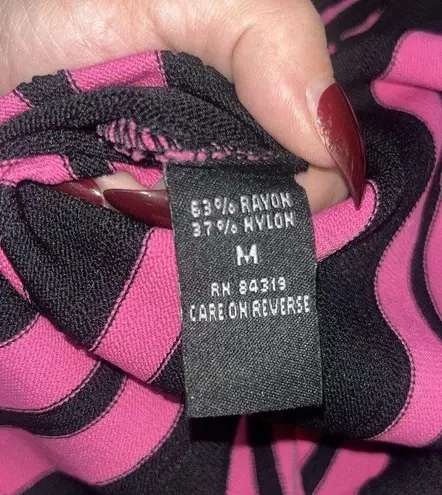 63% RAYON
37% NYLON
M
RN 84319
CARE ON REVERSE